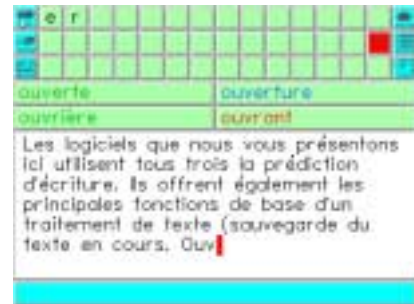 e r
ouverte ouverture
ouvrière ouvrant
Les logiciels que nous vous présentons
ici utilisent tous trois la prédiction
d'écriture. Ils offrent également les
principales fonctions de base d'un
traitement de texte (sauvegarde du
texte en cours. Ouv